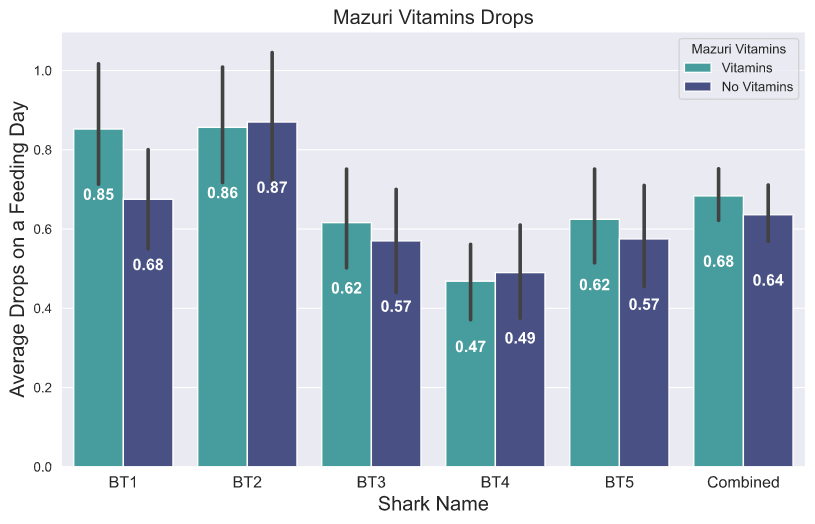 Mazuri Vitamins Drops
Mazuri Vitamins
Vitamins
No Vitamins
Average Drops on a Feeding Day
1.0
0.8
0.6
0.4
0.2
0.0
0.85
0.68
0.86
0.87
0.62
0.57
0.47
0.49
0.62
0.57
0.68
0.64
BT1
BT2
BT3
BT4
BT5
Combined
Shark Name